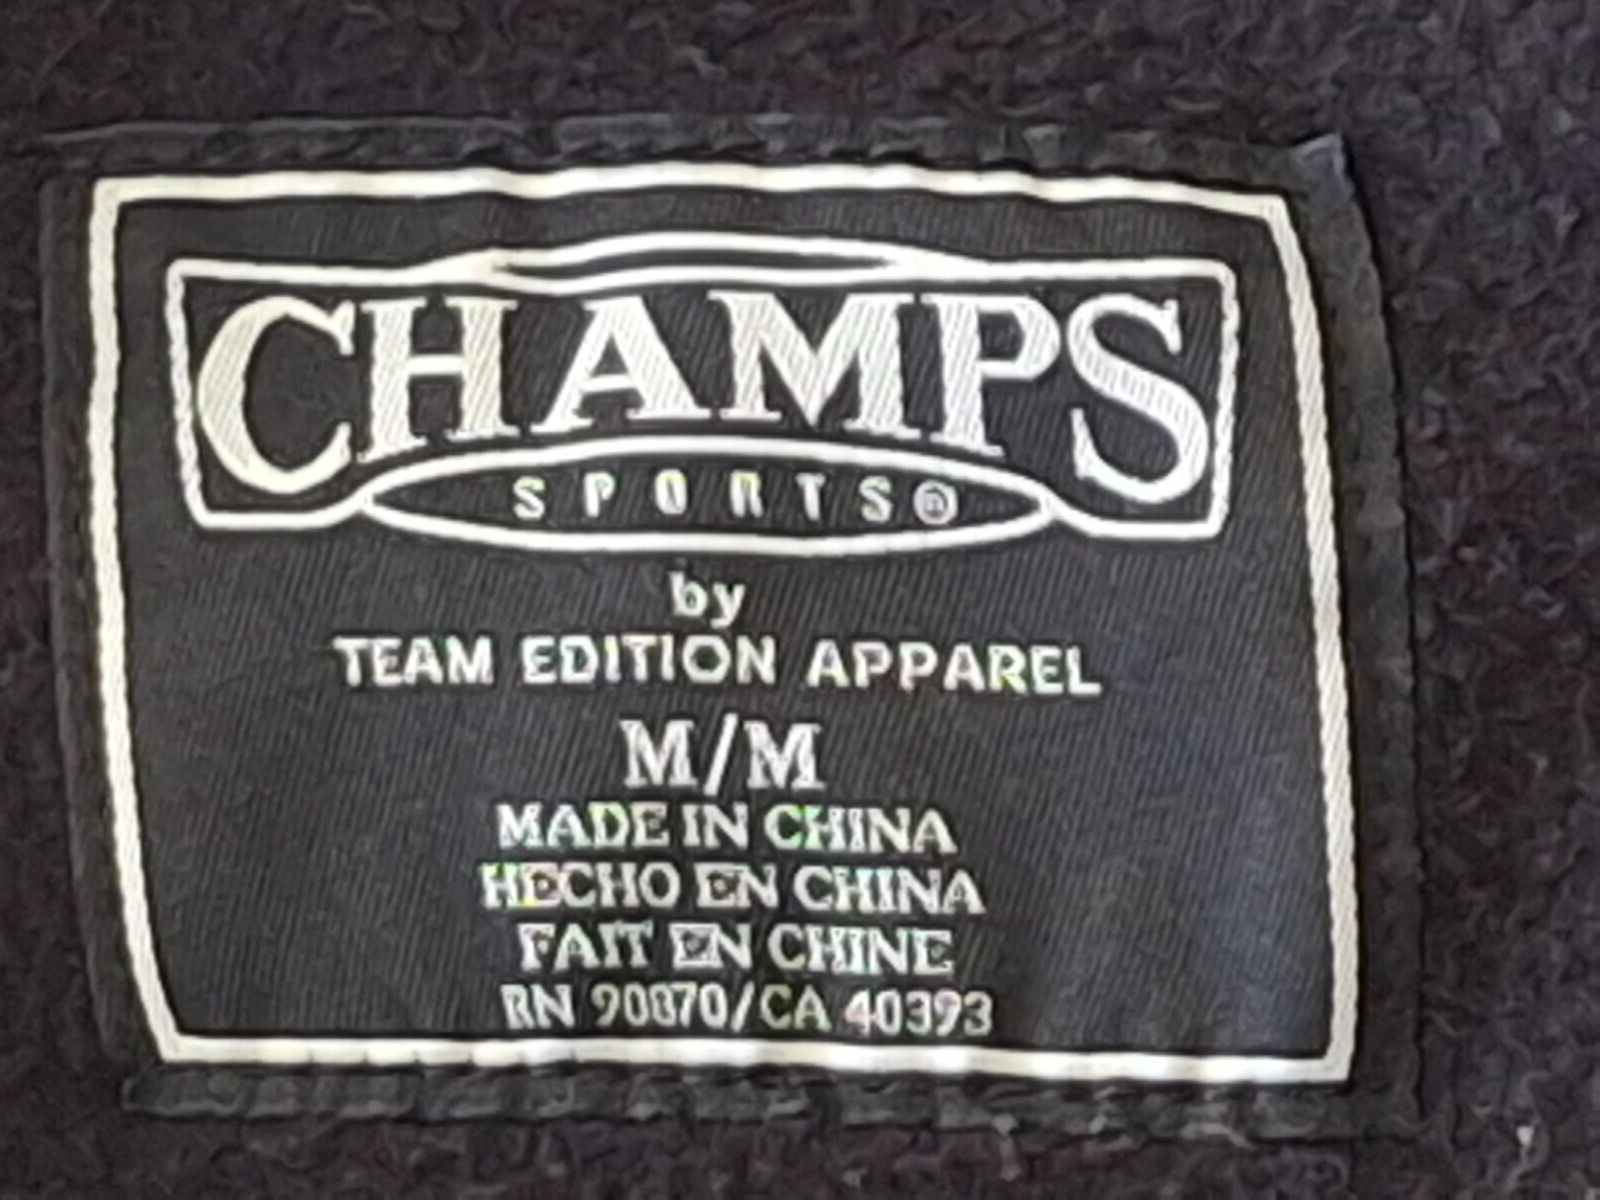 CHAMPS
SPORTS®
by
TEAM EDITION APPAREL
M/M
MADE IN CHINA
HECHO EN CHINA
FAIT EN CHINE
RN 90870/CA 40393